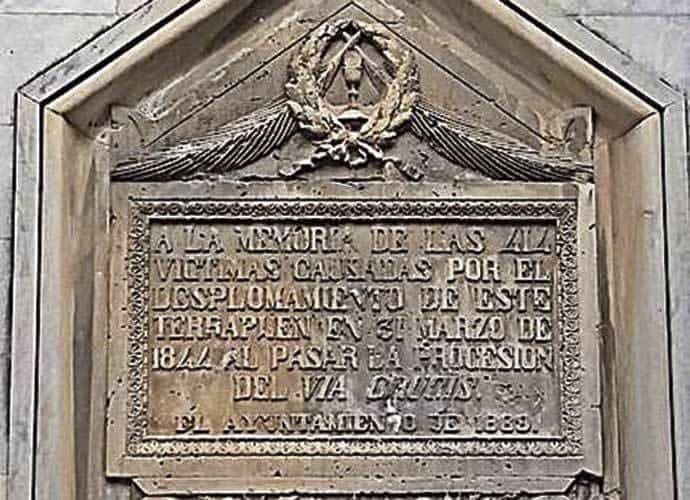 A LA MEMORIA DE LAS 414
VICTIMAS CAUSADAS POR EL
DESPLOMAMIENTO DE ESTE
TERRAPLEN EN 31 MARZO DE
1844 AL PASAR LA PROCESION
DEL VIA CRUCIS.
EL AYUNTAMIENTO DE 1883.